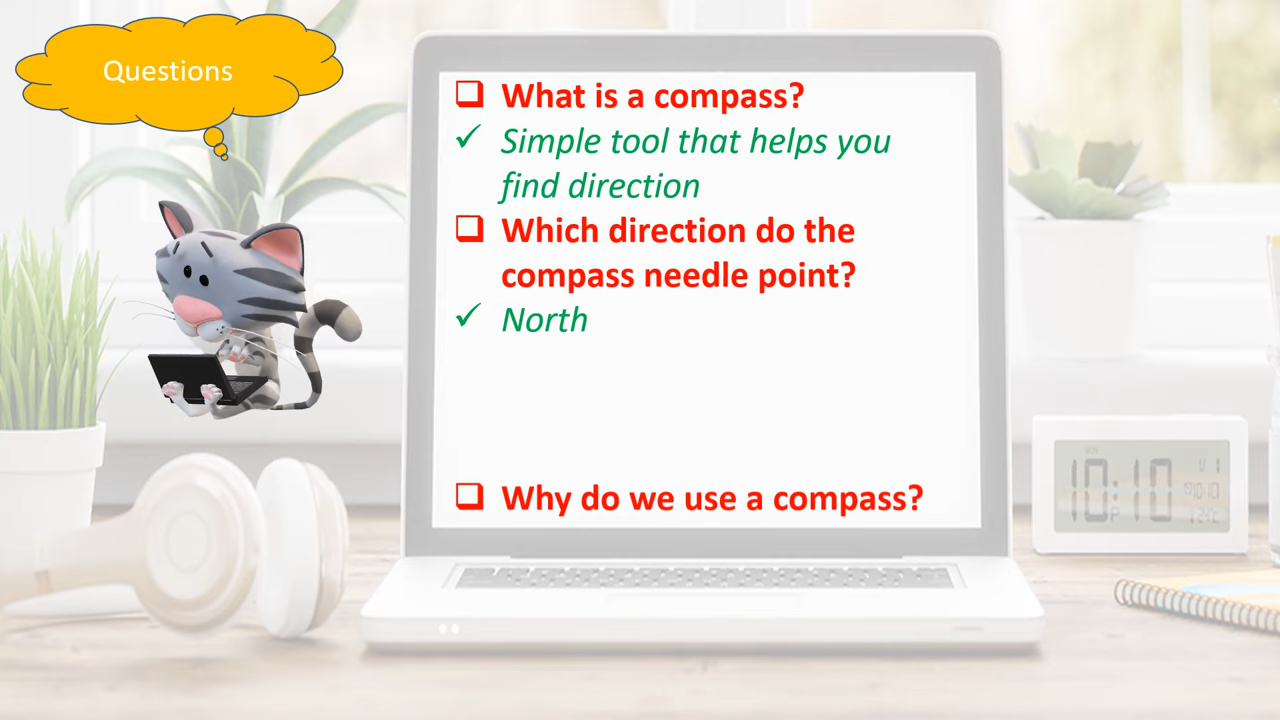 Questions
❑ What is a compass?
✓ Simple tool that helps you
find direction
❑ Which direction do the
compass needle point?
✓ North
❑ Why do we use a compass?
10:10
P